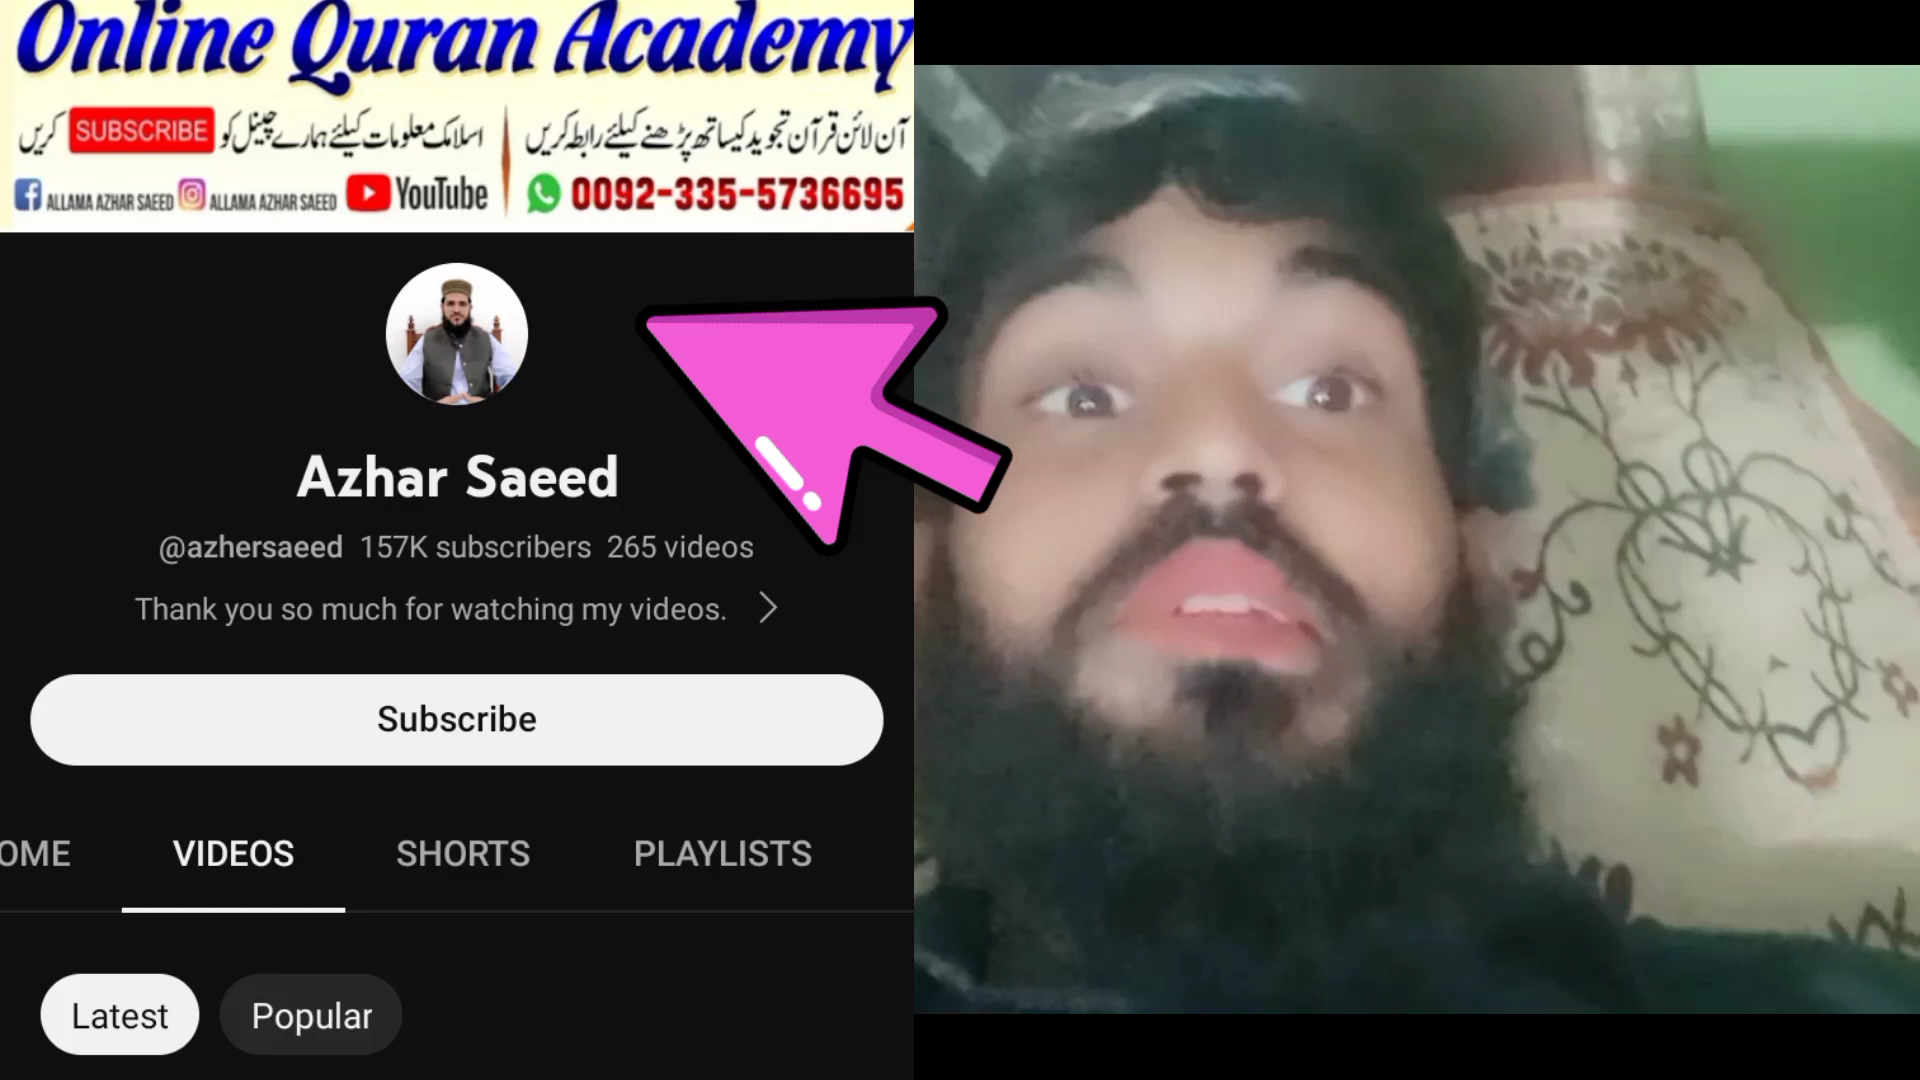 Online Quran Academy
آن لائن قرآن تجوید کیساتھ پڑھنے کیلئے رابطہ کریں
0092-335-5736695
اسلامک معلومات کیلئے ہمارے چینل کو SUBSCRIBE کریں
ALLAMA AZHAR SAEED ALLAMA AZHAR SAEED YouTube
Azhar Saeed
@azhersaeed 157K subscribers 265 videos
Thank you so much for watching my videos.
Subscribe
OME VIDEOS SHORTS PLAYLISTS
Latest Popular